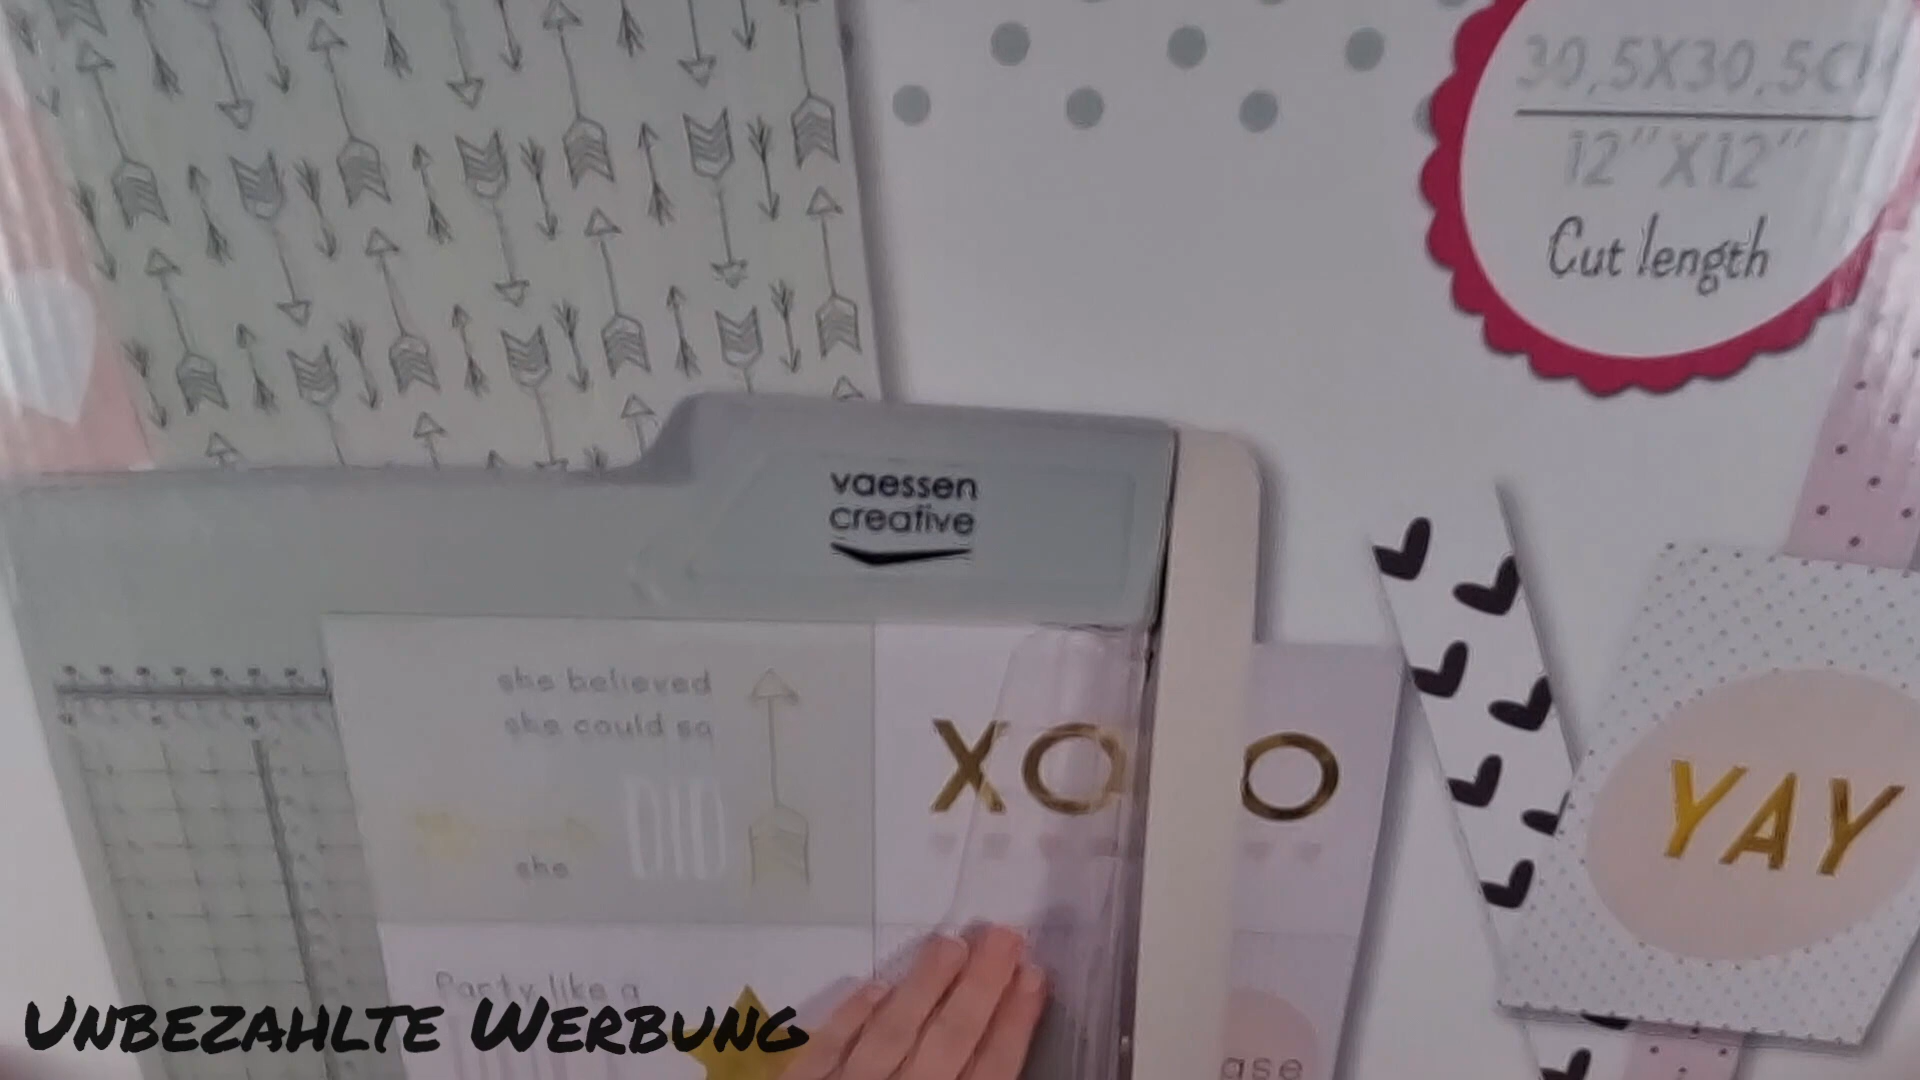 30,5X30,5C
12"X12"
Cut length
vaessen
creative
she believed
she could so
DID
she
XO O
YAY
Party like a
ase
Unbezahlte Werbung